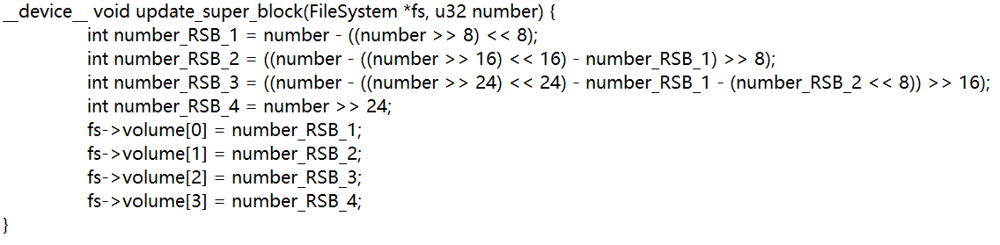 __device__ void update_super_block(FileSystem *fs, u32 number) {
int number_RSB_1 = number - ((number >> 8) << 8);
int number_RSB_2 = ((number - ((number >> 16) << 16) - number_RSB_1) >> 8);
int number_RSB_3 = ((number - ((number >> 24) << 24) - number_RSB_1 - (number_RSB_2 << 8)) >> 16);
int number_RSB_4 = number >> 24;
fs->volume[0] = number_RSB_1;
fs->volume[1] = number_RSB_2;
fs->volume[2] = number_RSB_3;
fs->volume[3] = number_RSB_4;
}